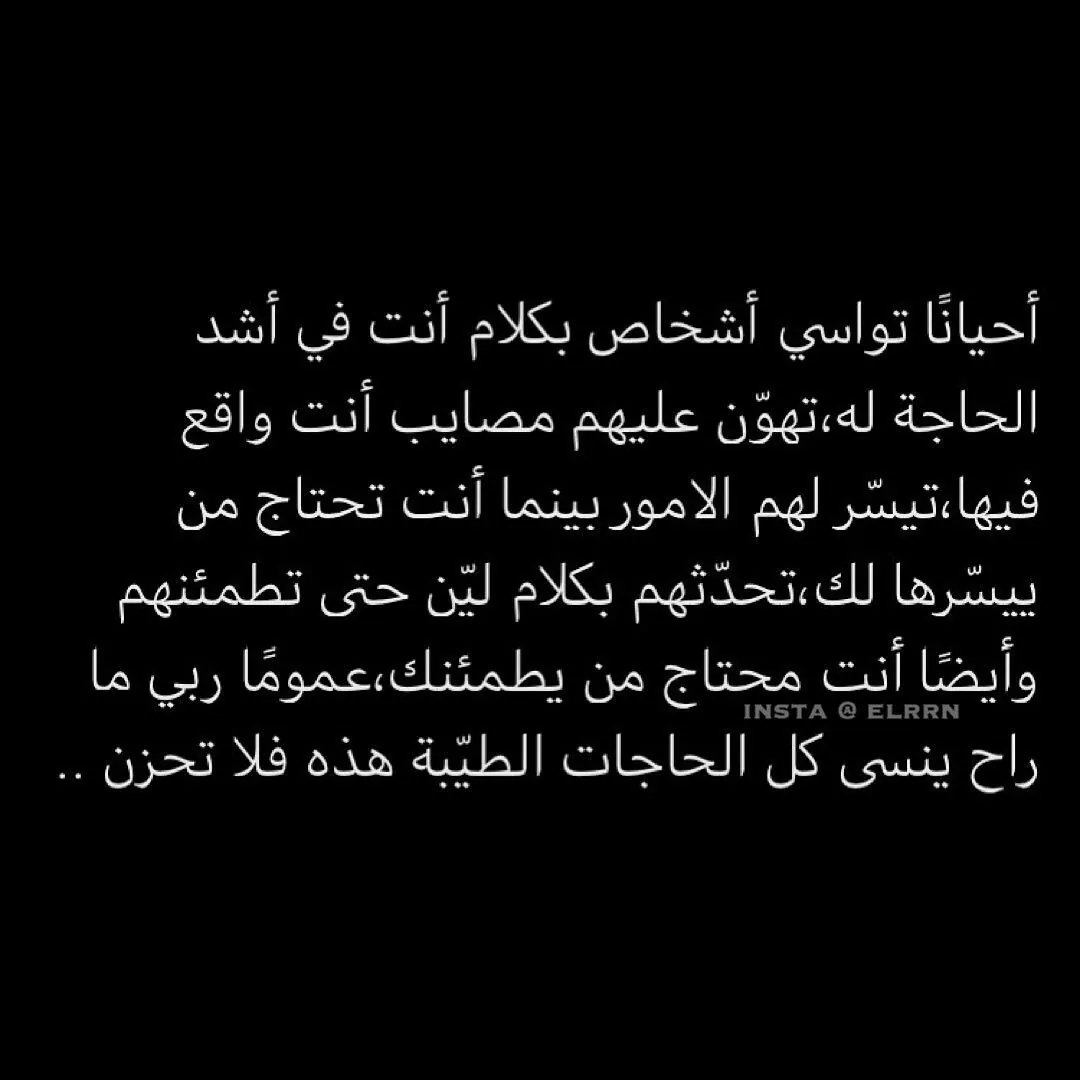 أحيانًا تواسي أشخاص بكلام أنت في أشد
الحاجة له،تهوّن عليهم مصايب أنت واقع
فيها،تيسّر لهم الامور بينما أنت تحتاج من
ييسّرها لك،تحدّثهم بكلام ليّن حتى تطمئنهم
وأيضًا أنت محتاج من يطمئنك،عمومًا ربي ما
INSTA @ ELRRN
راح ينسى كل الحاجات الطيّبة هذه فلا تحزن ..